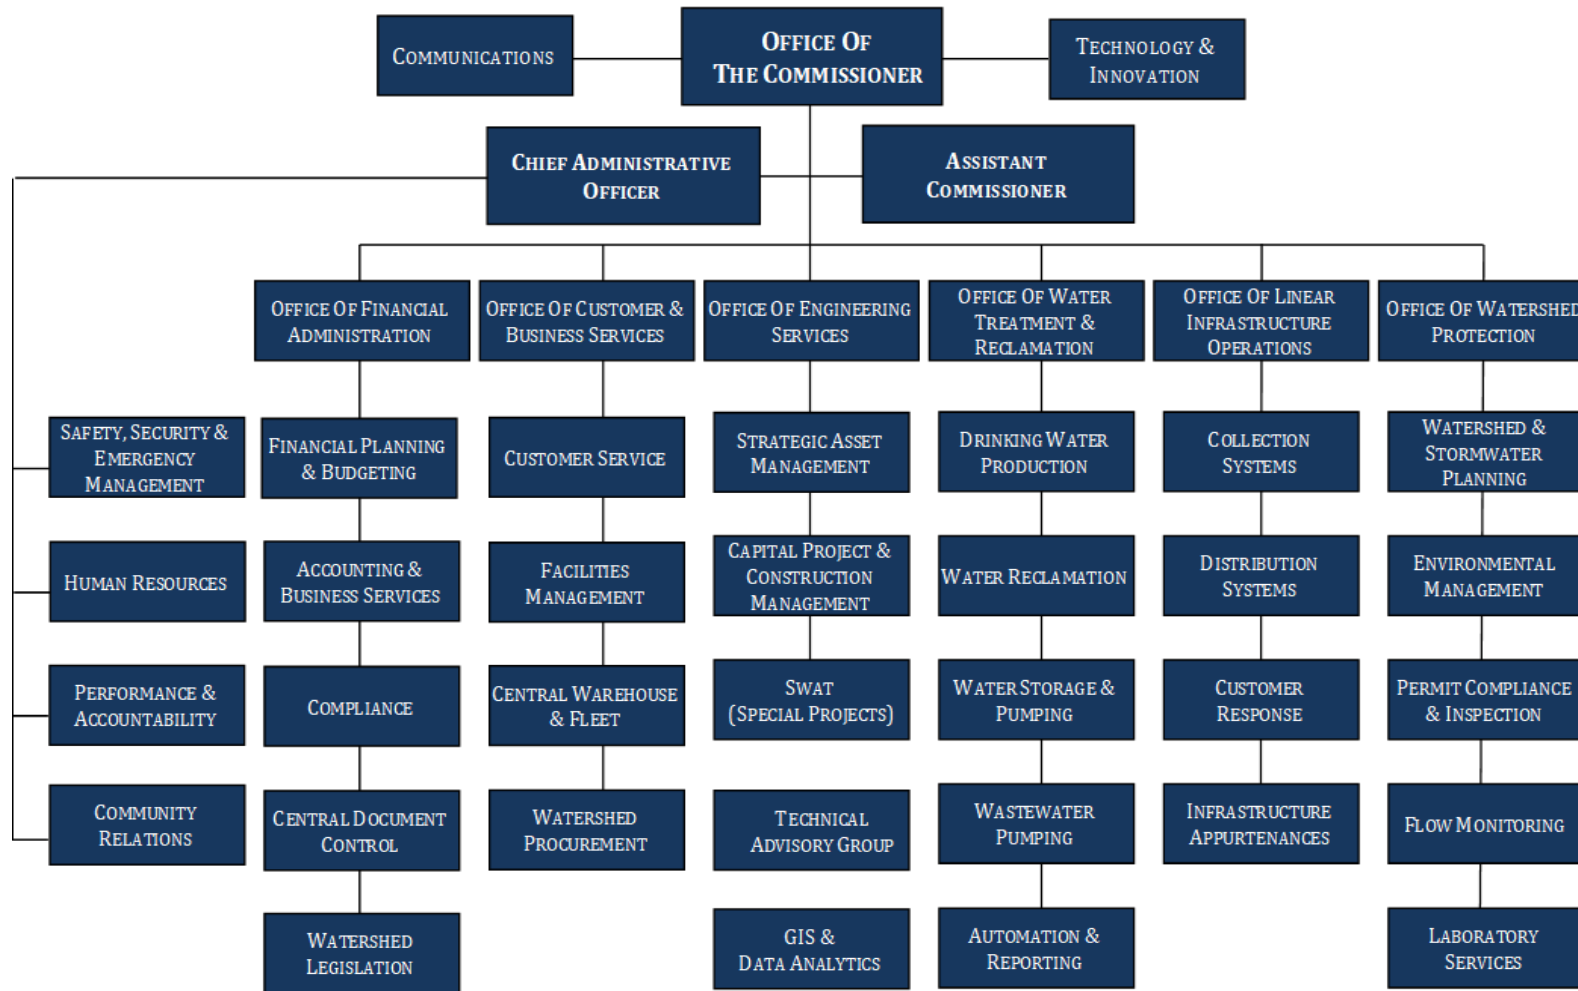 COMMUNICATIONS
OFFICE OF
THE COMMISSIONER
TECHNOLOGY &
INNOVATION
CHIEF ADMINISTRATIVE
OFFICER
ASSISTANT
COMMISSIONER
OFFICE OF FINANCIAL
ADMINISTRATION
OFFICE OF CUSTOMER &
BUSINESS SERVICES
OFFICE OF ENGINEERING
SERVICES
OFFICE OF WATER
TREATMENT &
RECLAMATION
OFFICE OF LINEAR
INFRASTRUCTURE
OPERATIONS
OFFICE OF WATERSHED
PROTECTION
SAFETY, SECURITY &
EMERGENCY
MANAGEMENT
FINANCIAL PLANNING
& BUDGETING
CUSTOMER SERVICE
STRATEGIC ASSET
MANAGEMENT
DRINKING WATER
PRODUCTION
COLLECTION
SYSTEMS
WATERSHED &
STORMWATER
PLANNING
HUMAN RESOURCES
ACCOUNTING &
BUSINESS SERVICES
FACILITIES
MANAGEMENT
CAPITAL PROJECT &
CONSTRUCTION
MANAGEMENT
WATER RECLAMATION
DISTRIBUTION
SYSTEMS
ENVIRONMENTAL
MANAGEMENT
PERFORMANCE &
ACCOUNTABILITY
COMPLIANCE
CENTRAL WAREHOUSE
& FLEET
SWAT
(SPECIAL PROJECTS)
WATER STORAGE &
PUMPING
CUSTOMER
RESPONSE
PERMIT COMPLIANCE
& INSPECTION
COMMUNITY
RELATIONS
CENTRAL DOCUMENT
CONTROL
WATERSHED
PROCUREMENT
TECHNICAL
ADVISORY GROUP
WASTEWATER
PUMPING
INFRASTRUCTURE
APPURTENANCES
FLOW MONITORING
WATERSHED
LEGISLATION
GIS &
DATA ANALYTICS
AUTOMATION &
REPORTING
LABORATORY
SERVICES